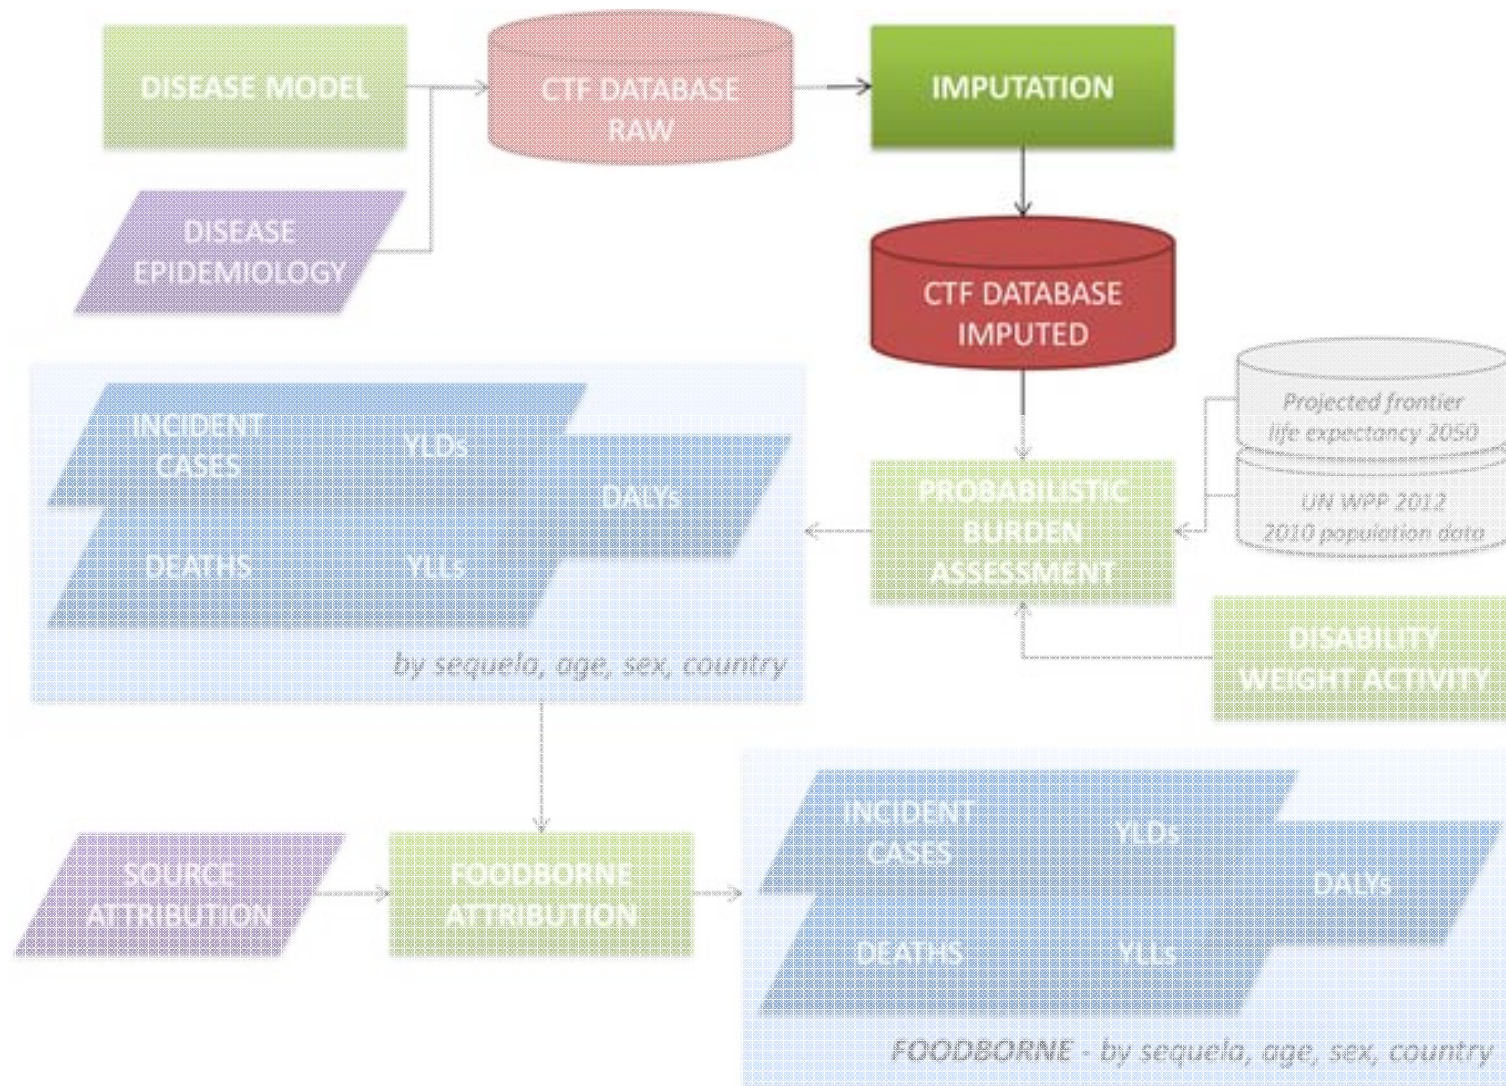 DISEASE MODEL
CTF DATABASE
RAW
IMPUTATION
DISEASE
EPIDEMIOLOGY
CTF DATABASE
IMPUTED
Projected frontier
life expectancy 2050
UN WPP 2012
2010 population data
INCIDENT
CASES
YLDs
DALYs
DEATHS
YLLs
by sequela, age, sex, country
PROBABILISTIC
BURDEN
ASSESSMENT
DISABILITY
WEIGHT ACTIVITY
SOURCE
ATTRIBUTION
FOODBORNE
ATTRIBUTION
INCIDENT
CASES
YLDs
DALYs
DEATHS
YLLs
FOODBORNE - by sequela, age, sex, country